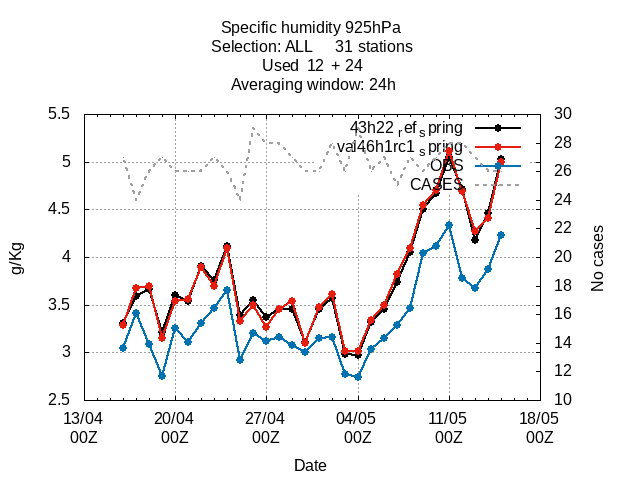 Specific humidity 925hPa
Selection: ALL 31 stations
Used 12 + 24
Averaging window: 24h
43h22_ref_spring
val46h1rc1_spring
OBS
CASES
5.5
5
4.5
4
3.5
3
2.5
g/Kg
30
28
26
24
22
20
18
16
14
12
10
No cases
13/04 20/04 27/04 04/05 11/05 18/05
00Z 00Z 00Z 00Z 00Z 00Z
Date